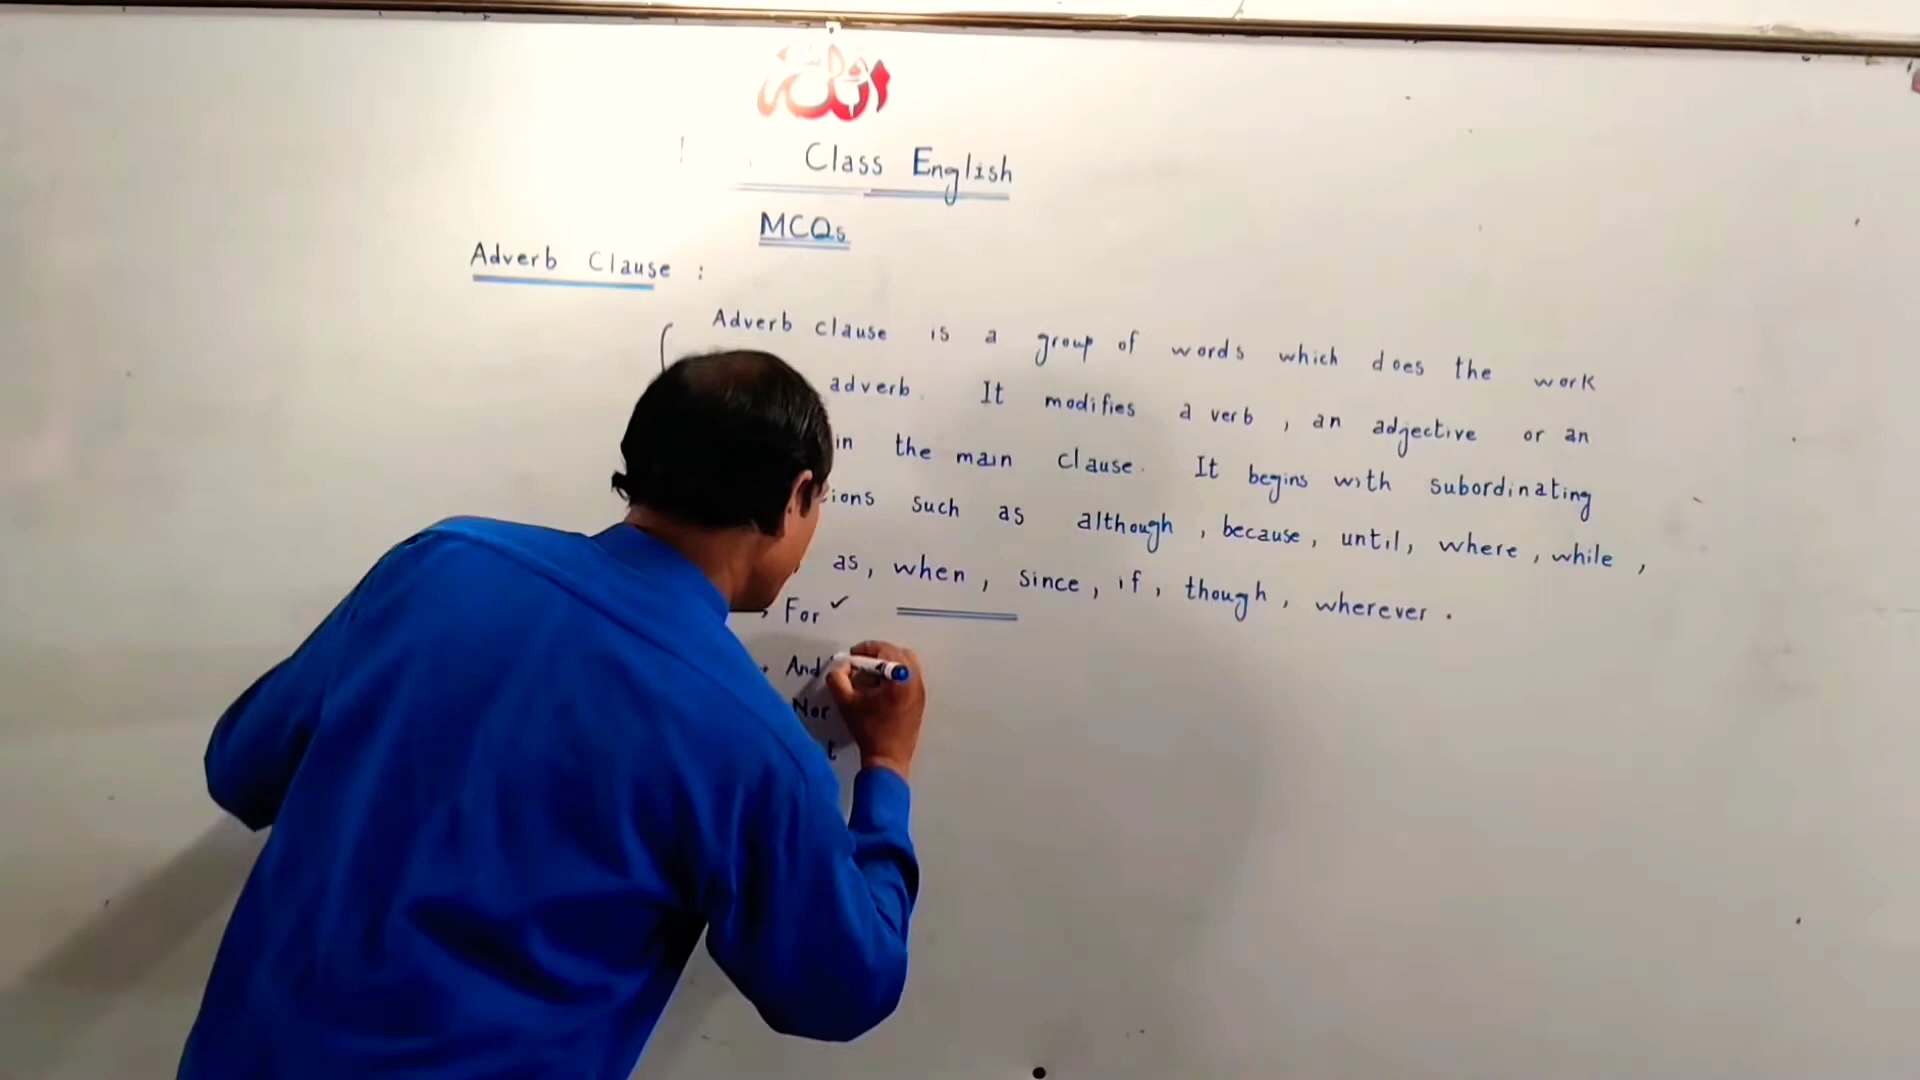 الله
Class English
MCQs
Adverb Clause :
Adverb clause is a group of words which does the work
adverb. It modifies a verb, an adjective or an
in the main clause. It begins with subordinating
ions such as although, because, until, where, while,
as, when, since, if, though, wherever.
For ✓
And
Nor